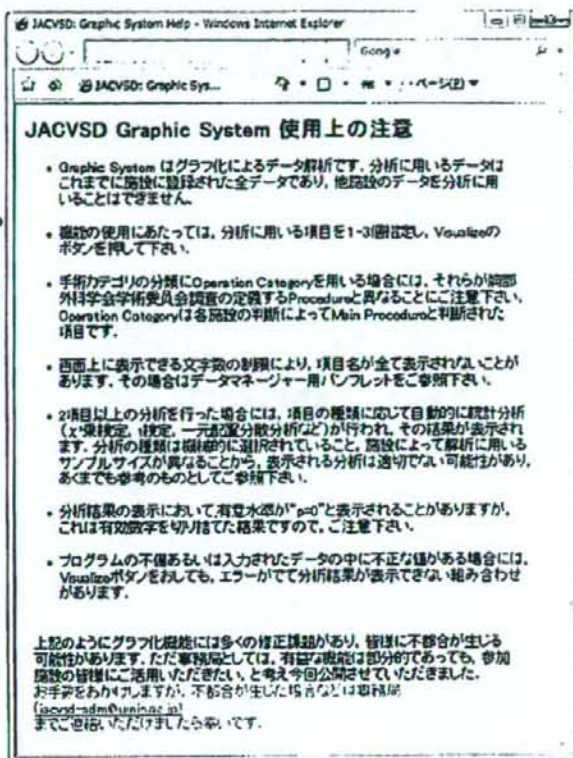 JACVSD: Graphic System Help - Windows Internet Explorer
JACVSD: Graphic Sys...
ページ(P)
JACVSD Graphic System 使用上の注意
・Graphic System はグラフ化によるデータ解析です．分析に用いるデータは
これまでに施設に登録された全データであり，他施設のデータを分析に用
いることはできません．
・機能の使用にあたっては，分析に用いる項目を1-3個指定し，Visualizeの
ボタンを押して下さい．
・手術カテゴリの分類にOperation Categoryを用いる場合には，それらが胸部
外科学会学術委員会調査の定義するProcedureと異なることにご注意下さい．
Operation Categoryは各施設の判断によってMain Procedureと判断された
項目です．
・画面上に表示できる文字数の制限により，項目名が全て表示されないことが
あります．その場合はデータマネージャー用パンフレットをご参照下さい．
・2項目以上の分析を行った場合には，項目の種類に応じて自動的に統計分析
（χ²乗検定，t検定，一元配置分散分析など）が行われ，その結果が表示され
ます．分析の種類は機械的に選択されていること，施設によって解析に用いる
サンプルサイズが異なることから，表示される分析は適切でない可能性があり，
あくまでも参考のものとしてご参照下さい．
・分析結果の表示において，有意水準が"p=0"と表示されることがありますが，
これは有効数字を切り捨てた結果ですので，ご注意下さい．
・プログラムの不備あるいは入力されたデータの中に不正な値がある場合には，
Visualizeボタンをおしても，エラーがでて分析結果が表示できない組み合わせ
があります．
上記のようにグラフ化機能には多くの修正課題があり，皆様に不都合が生じる
可能性があります．ただ事務局としては，有益な機能は部分的であっても，参加
施設の皆様にご活用いただきたい，と考え今回公開させていただきました．
お手数をおかけしますが，不都合が生じた場合などは事務局
までご連絡いただけましたら幸いです．